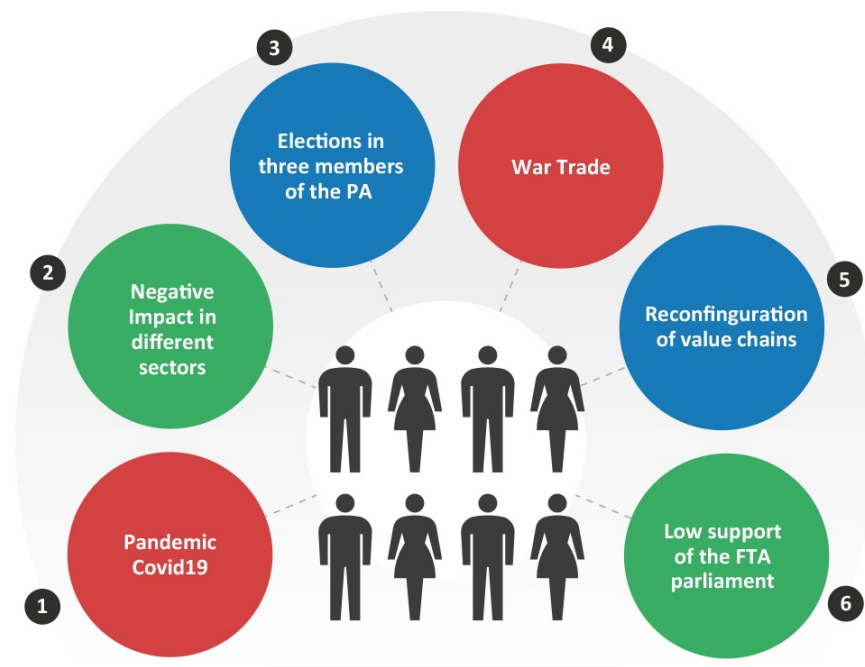 1
Pandemic
Covid19
2
Negative
Impact in
different
sectors
3
Elections in
three members
of the PA
4
War Trade
5
Reconfinguration
of value chains
6
Low support
of the FTA
parliament